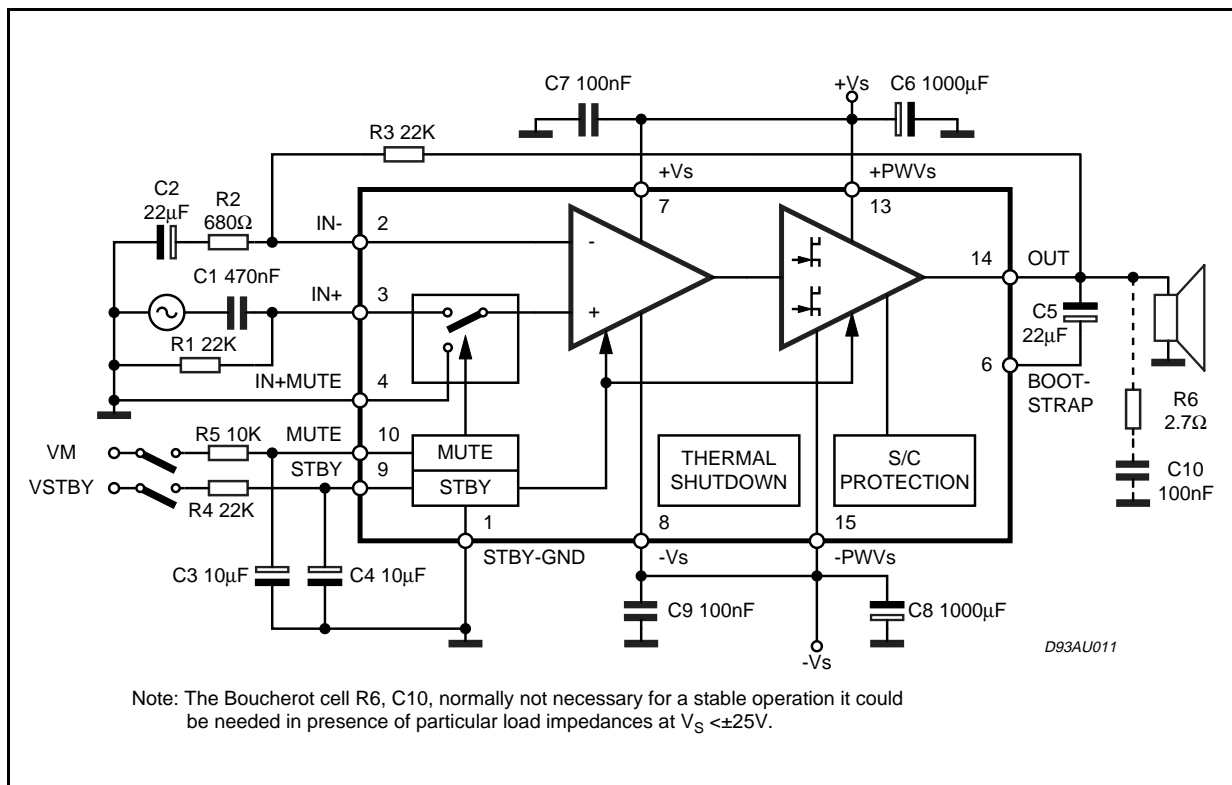 C7 100nF
+Vs
C6 1000μF
R3 22K
+Vs
+PWVs
C2
22μF
R2
680Ω
IN-
2
7
13
-
C1 470nF
IN+
3
+
14
OUT
C5
22μF
R1 22K
IN+MUTE
4
6
BOOT-
STRAP
R6
2.7Ω
VM
R5 10K
MUTE
10
MUTE
THERMAL
SHUTDOWN
S/C
PROTECTION
VSTBY
R4 22K
STBY
9
STBY
C10
100nF
1
8
15
STBY-GND
-Vs
-PWVs
C3 10μF
C4 10μF
C9 100nF
C8 1000μF
-Vs
D93AU011
Note: The Boucherot cell R6, C10, normally not necessary for a stable operation it could
be needed in presence of particular load impedances at VS <±25V.